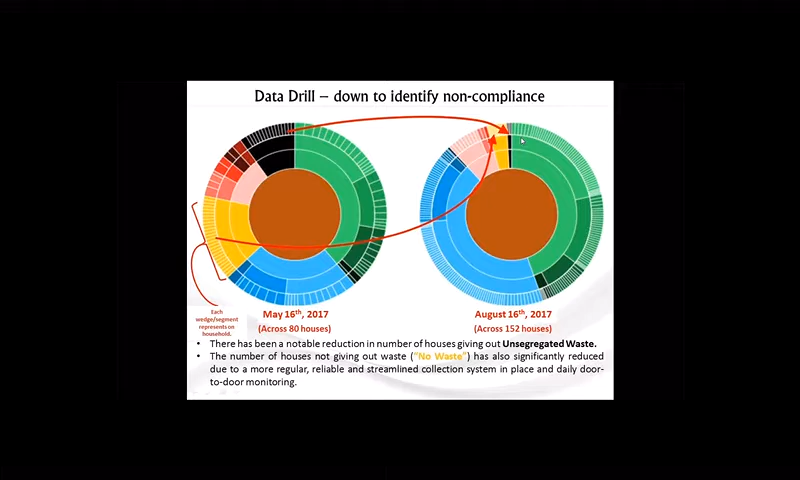 Data Drill – down to identify non-compliance
Each
wedge/segment
represents on
household.
May 16th, 2017
(Across 80 houses)
August 16th, 2017
(Across 152 houses)
• There has been a notable reduction in number of houses giving out Unsegregated Waste.
• The number of houses not giving out waste (“No Waste”) has also significantly reduced
due to a more regular, reliable and streamlined collection system in place and daily door-
to-door monitoring.